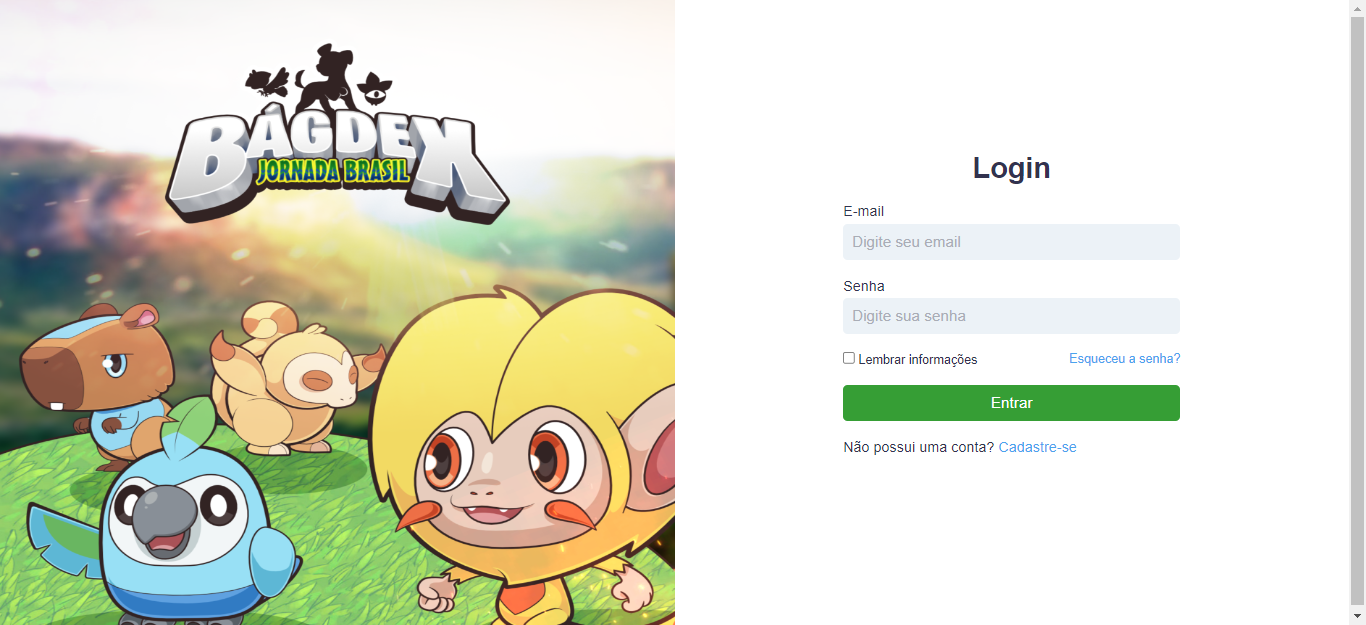 BÁGDEX
JORNADA BRASIL
Login
E-mail
Digite seu email
Senha
Digite sua senha
Lembrar informações
Esqueceu a senha?
Entrar
Não possui uma conta? Cadastre-se